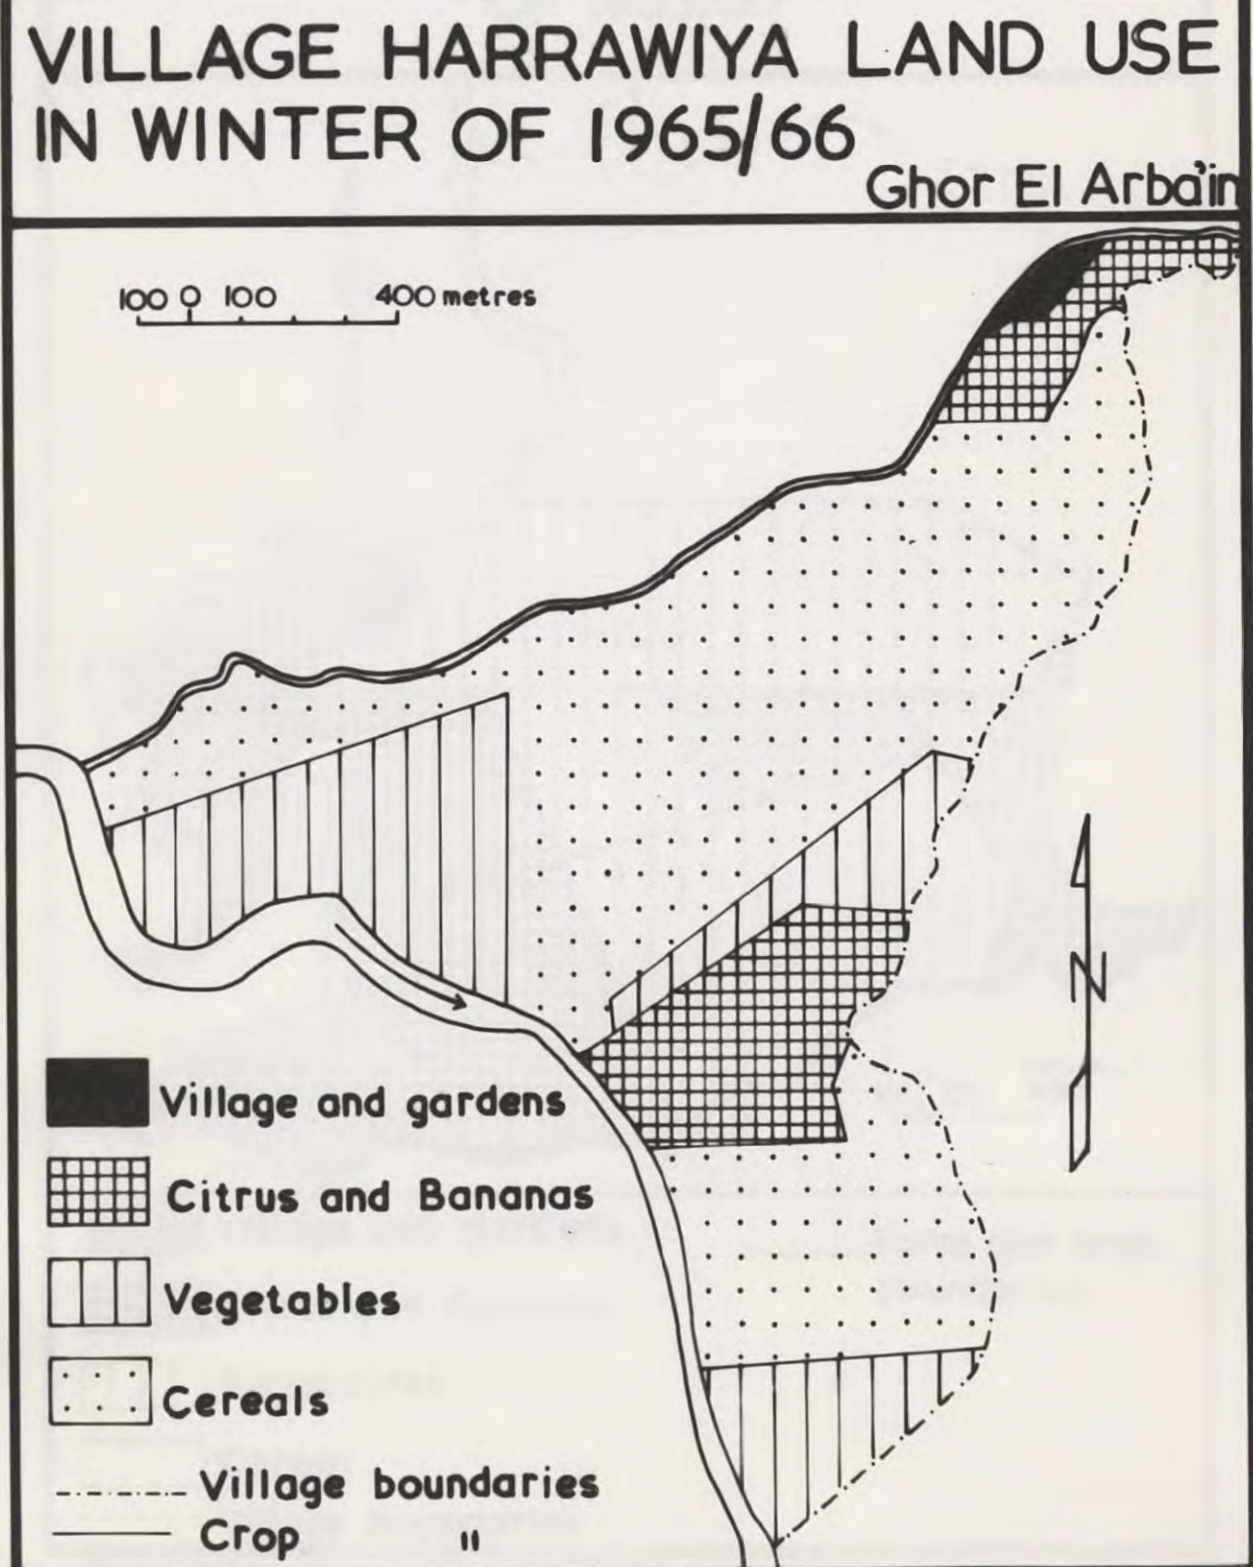 VILLAGE HARRAWIYA LAND USE
IN WINTER OF 1965/66
Ghor El Arba'in
100 0 100 400 metres
N
Village and gardens
Citrus and Bananas
Vegetables
Cereals
Village boundaries
Crop "